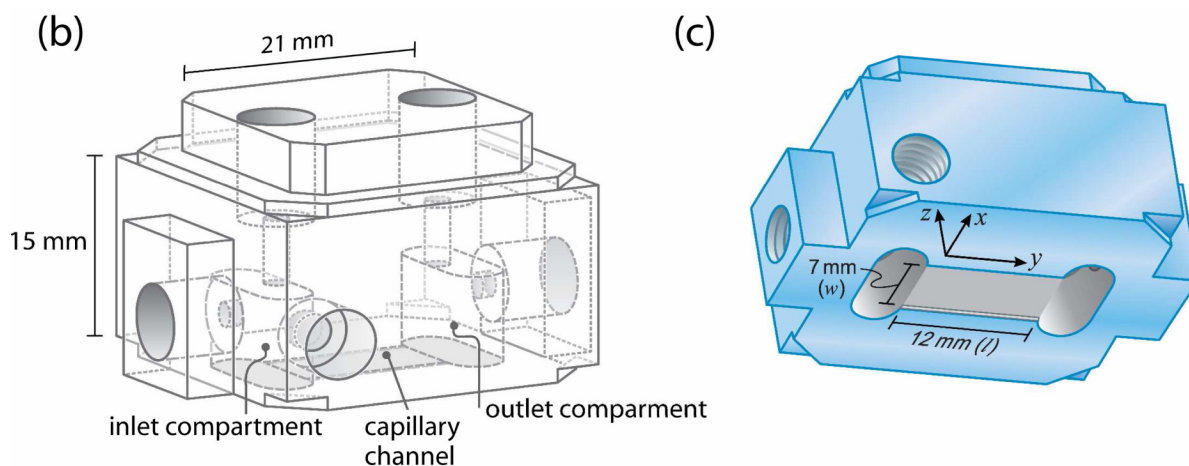 (b)
21 mm
15 mm
inlet compartment
capillary
channel
outlet comparment
(c)
z
x
y
7 mm
(w)
12 mm (l)